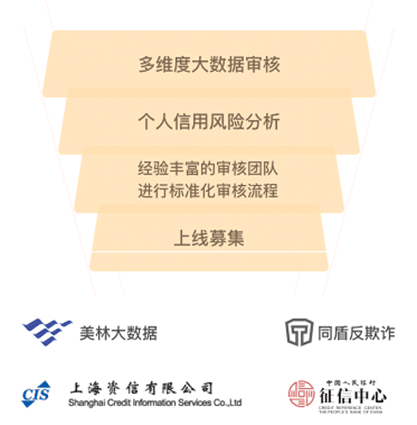 多维度大数据审核
个人信用风险分析
经验丰富的审核团队
进行标准化审核流程
上线募集
美林大数据
同盾反欺诈
CIS
上海资信有限公司
Shanghai Credit Information Services Co.,Ltd
中国人民银行
征信中心
CREDIT REFERENCE CENTER
THE PEOPLE'S BANK OF CHINA